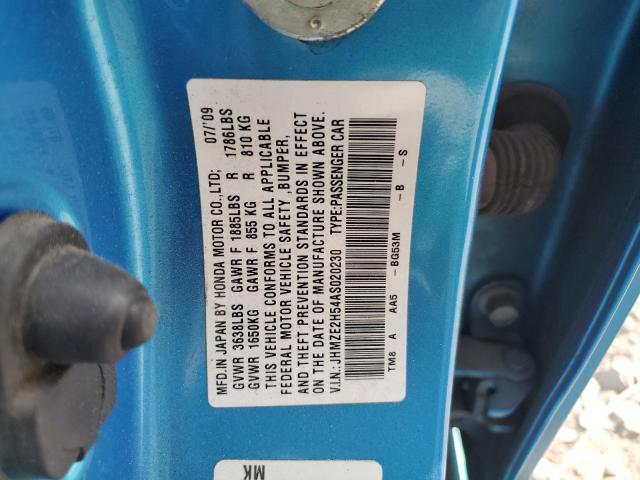 MFD.IN JAPAN BY HONDA MOTOR CO.,LTD; 07/'09
GVWR 3638LBS GAWR F 1885LBS R 1786LBS
GVWR 1650KG GAWR F 855 KG R 810 KG
THIS VEHICLE CONFORMS TO ALL APPLICABLE
FEDERAL MOTOR VEHICLE SAFETY ,BUMPER,
AND THEFT PREVENTION STANDARDS IN EFFECT
ON THE DATE OF MANUFACTURE SHOWN ABOVE.
V.I.N.:JHMZE2H54AS020230 TYPE:PASSENGER CAR
TM8 A AA5 -BG53M -B -S
MK